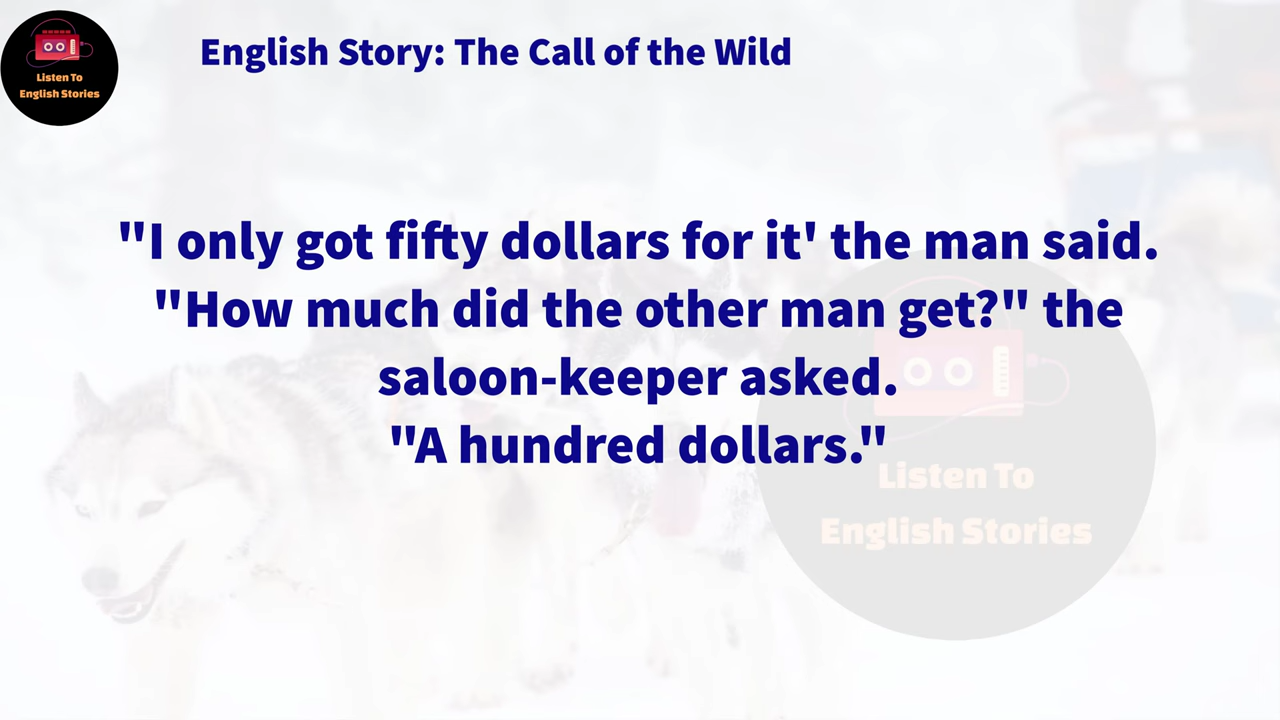 Listen To
English Stories
English Story: The Call of the Wild
"I only got fifty dollars for it' the man said.
"How much did the other man get?" the
saloon-keeper asked.
"A hundred dollars."
Listen To
English Stories